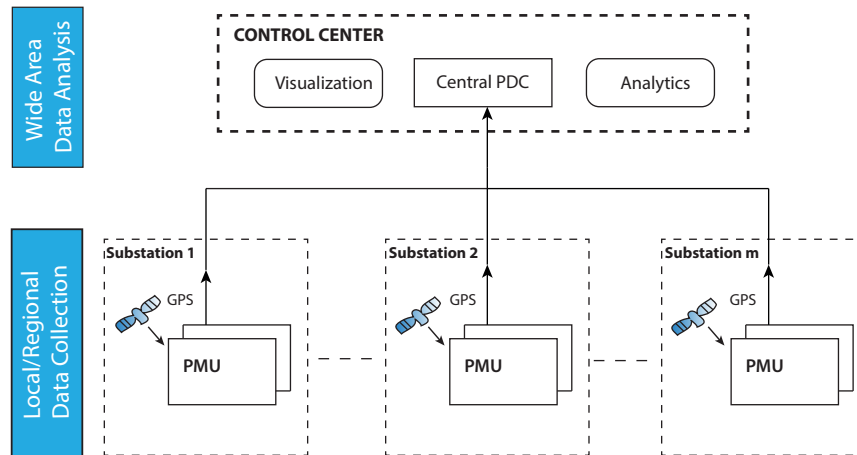 Wide Area
Data Analysis
CONTROL CENTER
Visualization
Central PDC
Analytics
Local/Regional
Data Collection
Substation 1
GPS
PMU
Substation 2
GPS
PMU
Substation m
GPS
PMU